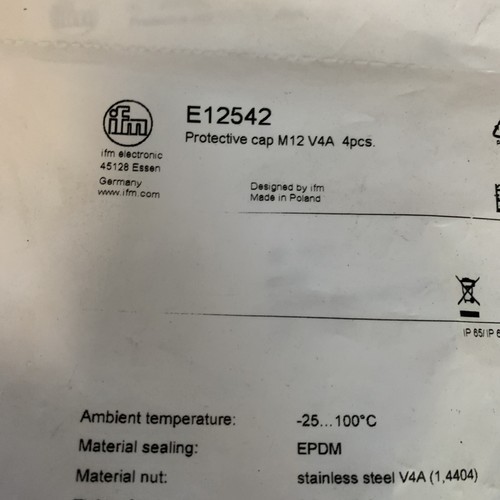 ifm
E12542
Protective cap M12 V4A 4pcs.
ifm electronic
45128 Essen
Germany
www.ifm.com
Designed by ifm
Made in Poland
IP 65/ IP
Ambient temperature: -25...100°C
Material sealing: EPDM
Material nut: stainless steel V4A (1,4404)